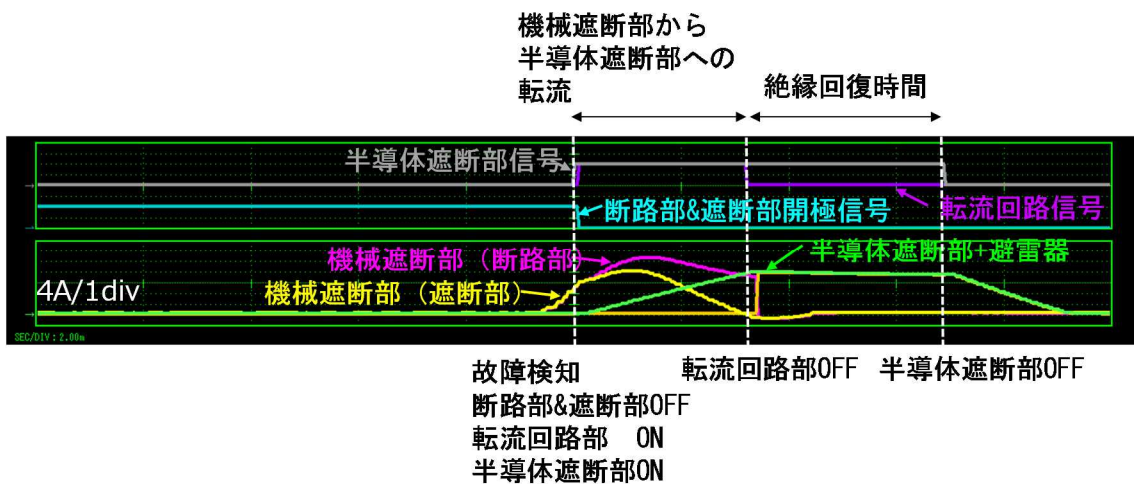 機械遮断部から
半導体遮断部への
転流
絶縁回復時間
半導体遮断部信号
断路部&遮断部開極信号
転流回路信号
機械遮断部（断路部）
半導体遮断部+避雷器
4A/1div
機械遮断部（遮断部）
SEC/DIV：2.00m
故障検知
断路部&遮断部OFF
転流回路部　ON
半導体遮断部ON
転流回路部OFF
半導体遮断部OFF